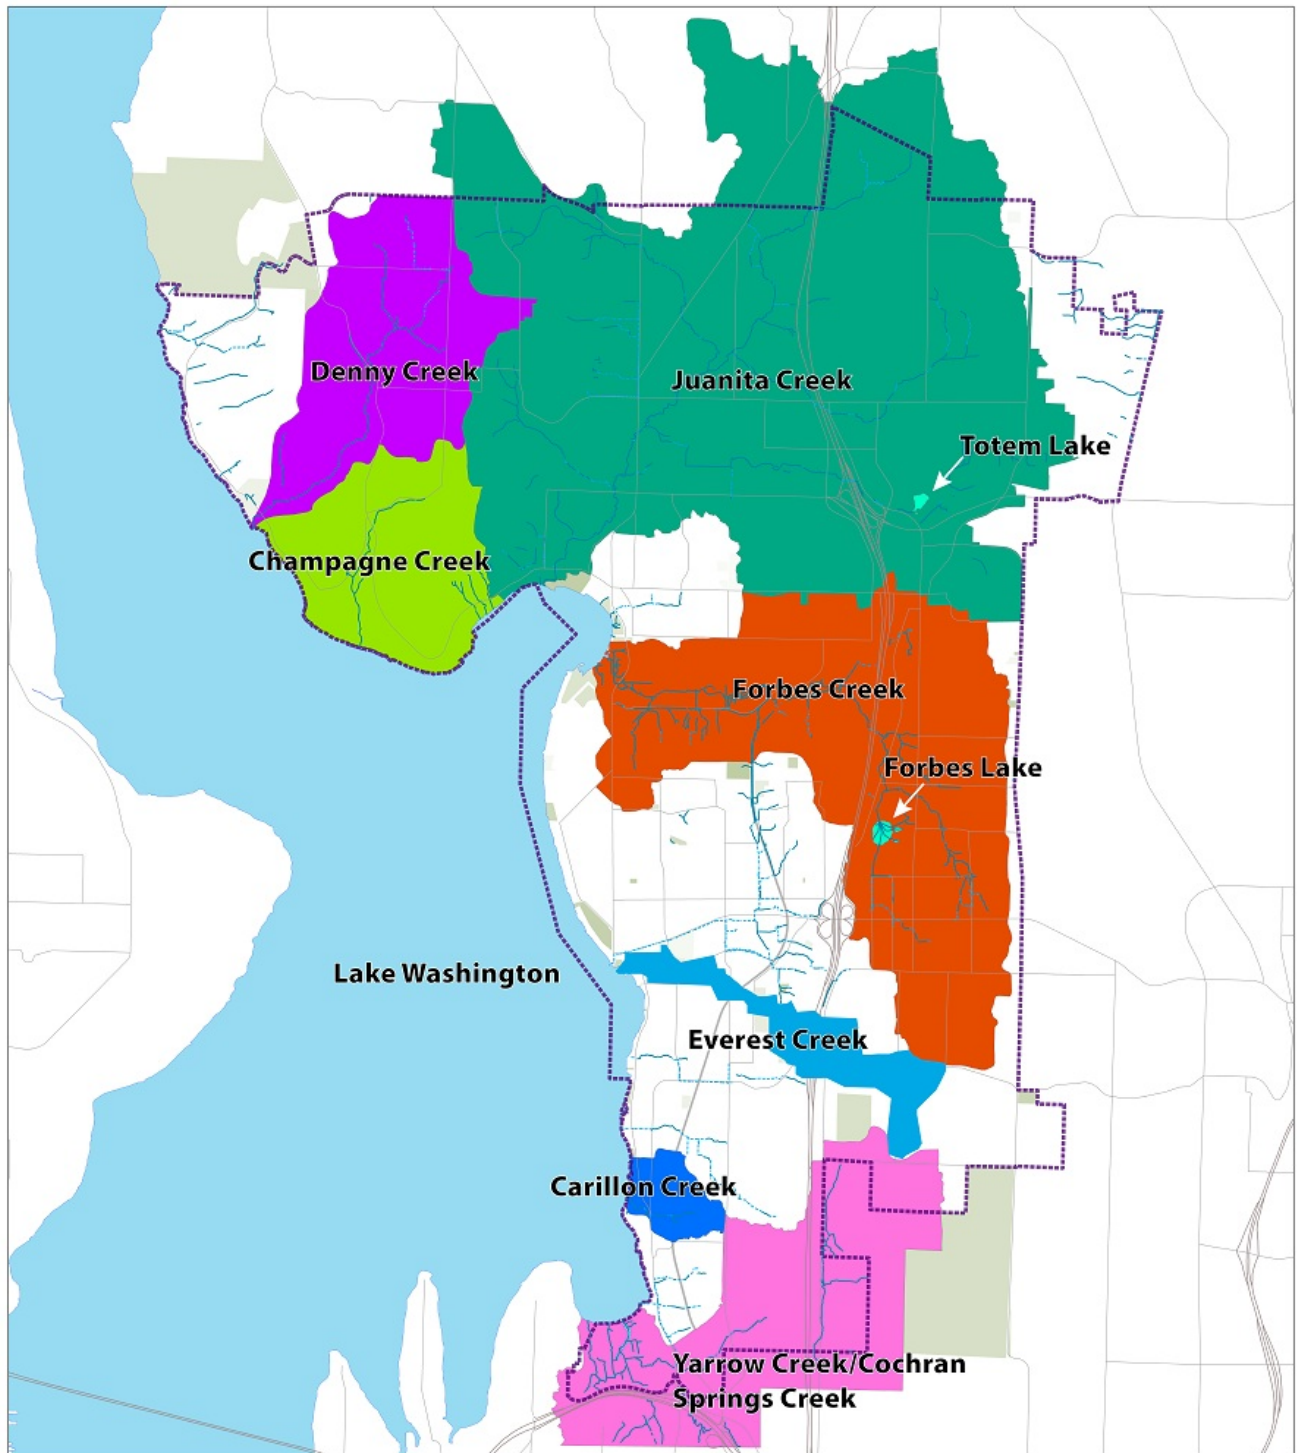 Denny Creek
Juanita Creek
Totem Lake
Champagne Creek
Forbes Creek
Forbes Lake
Lake Washington
Everest Creek
Carillon Creek
Yarrow Creek/Cochran
Springs Creek